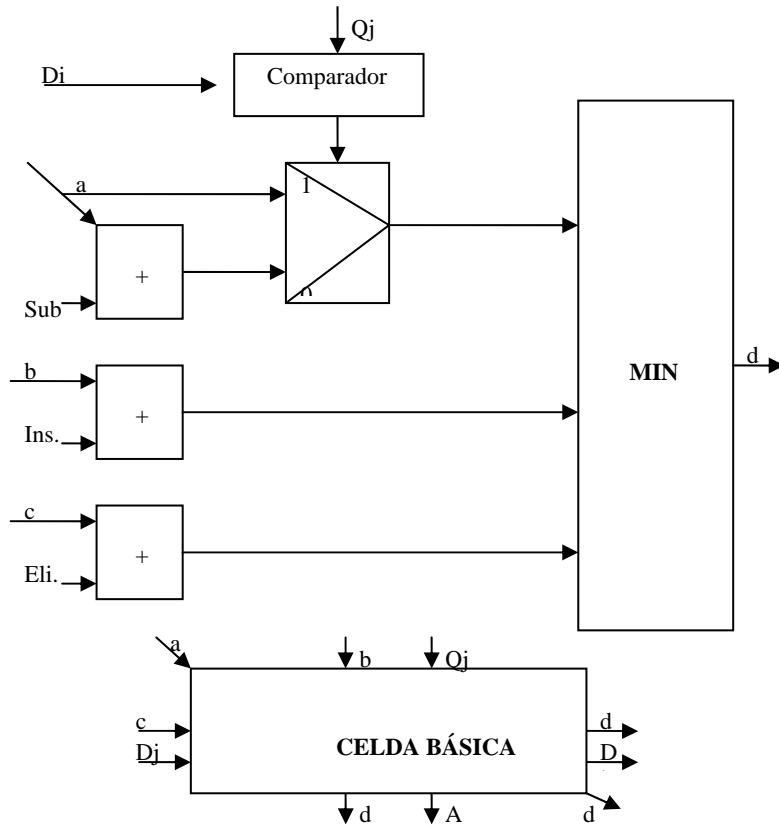 Qj
Di
Comparador
a
1
+
Sub
b
MIN
d
+
Ins.
c
+
Eli.
a
b
Qj
c
d
CELDA BÁSICA
Dj
D
d
A
d